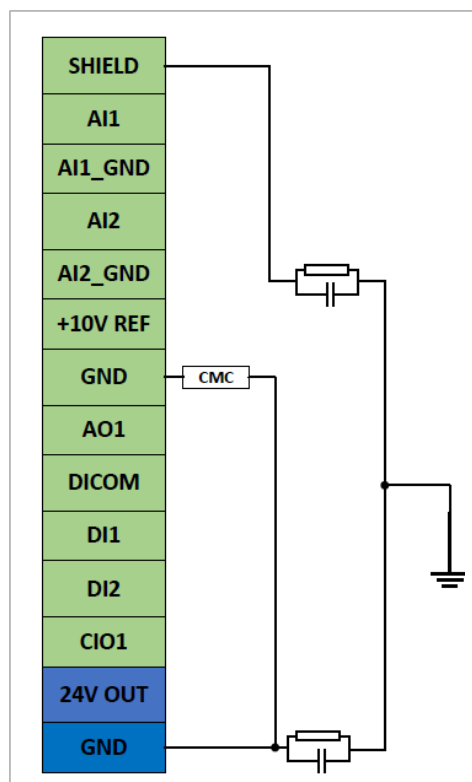 SHIELD
AI1
AI1_GND
AI2
AI2_GND
+10V REF
GND
CMC
AO1
DICOM
DI1
DI2
CIO1
24V OUT
GND